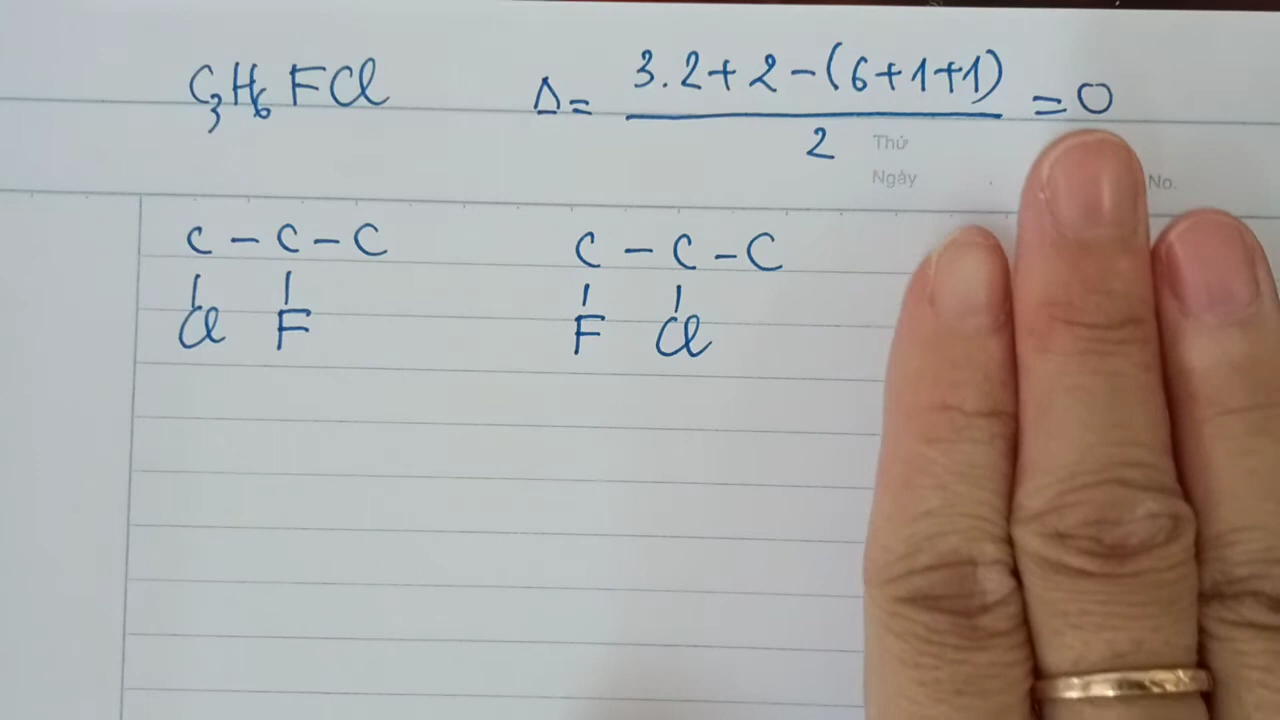 C₃H₆FCl Δ = 3.2+2-(6+1+1) / 2 = 0
Thứ
Ngày No.
C - C - C C - C - C
Cl F F Cl